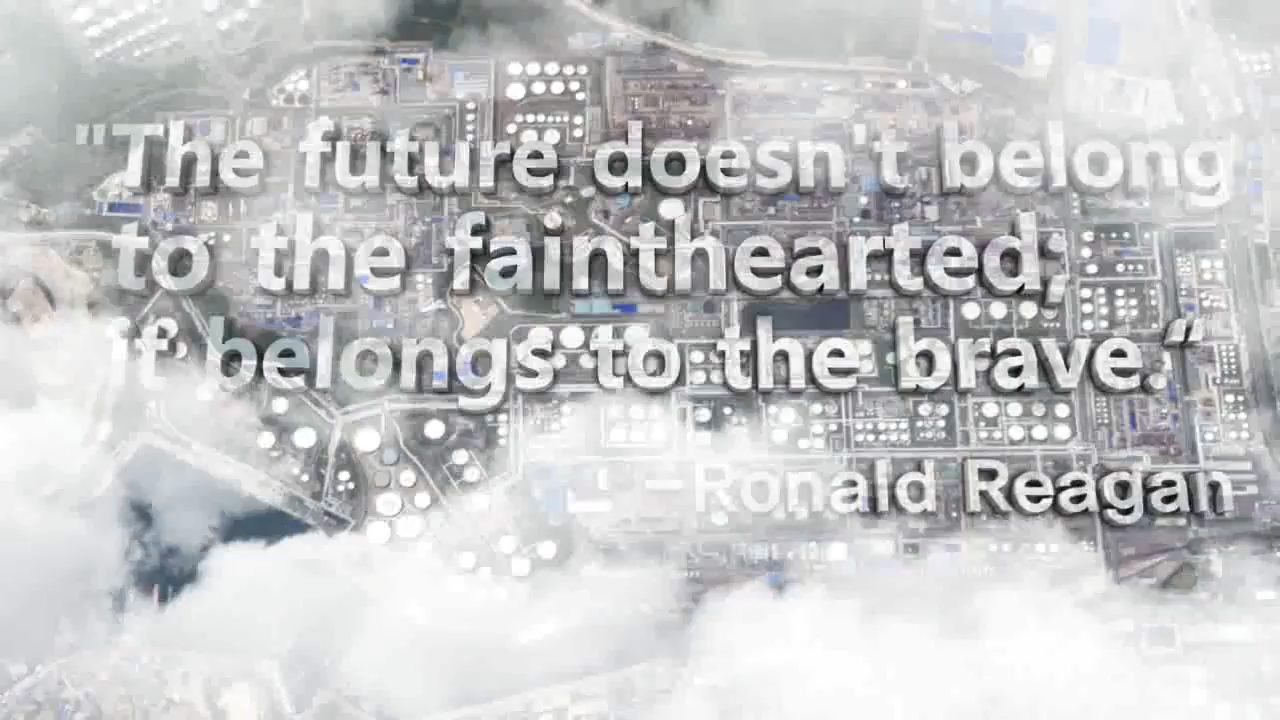 "The future doesn't belong
to the fainthearted;
it belongs to the brave."
–Ronald Reagan